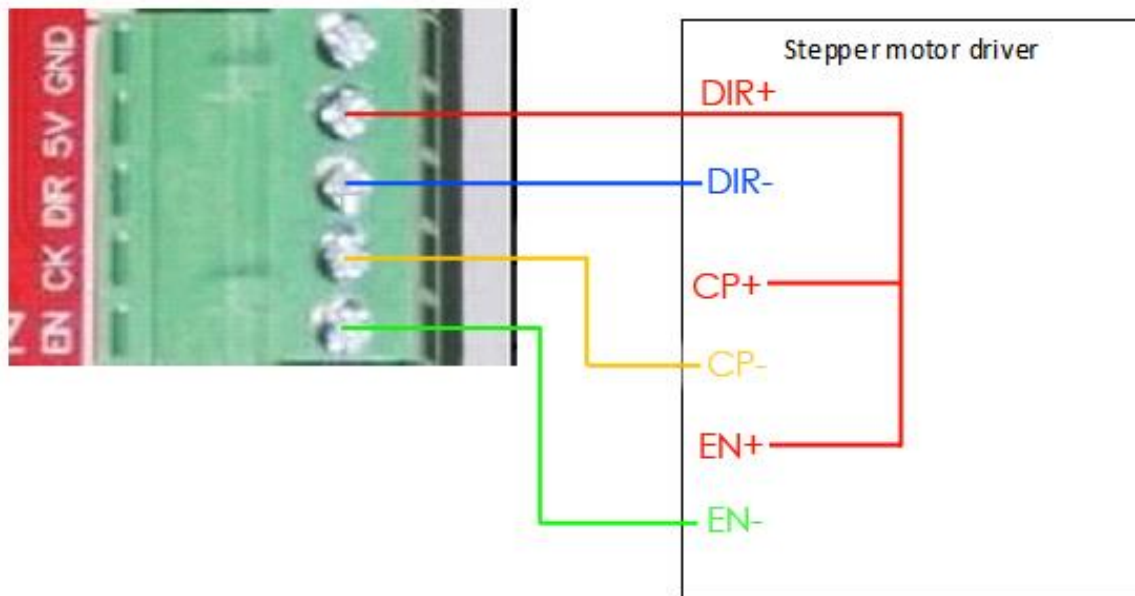 Stepper motor driver
GND
5V
DIR
CK
EN
DIR+
DIR-
CP+
CP-
EN+
EN-